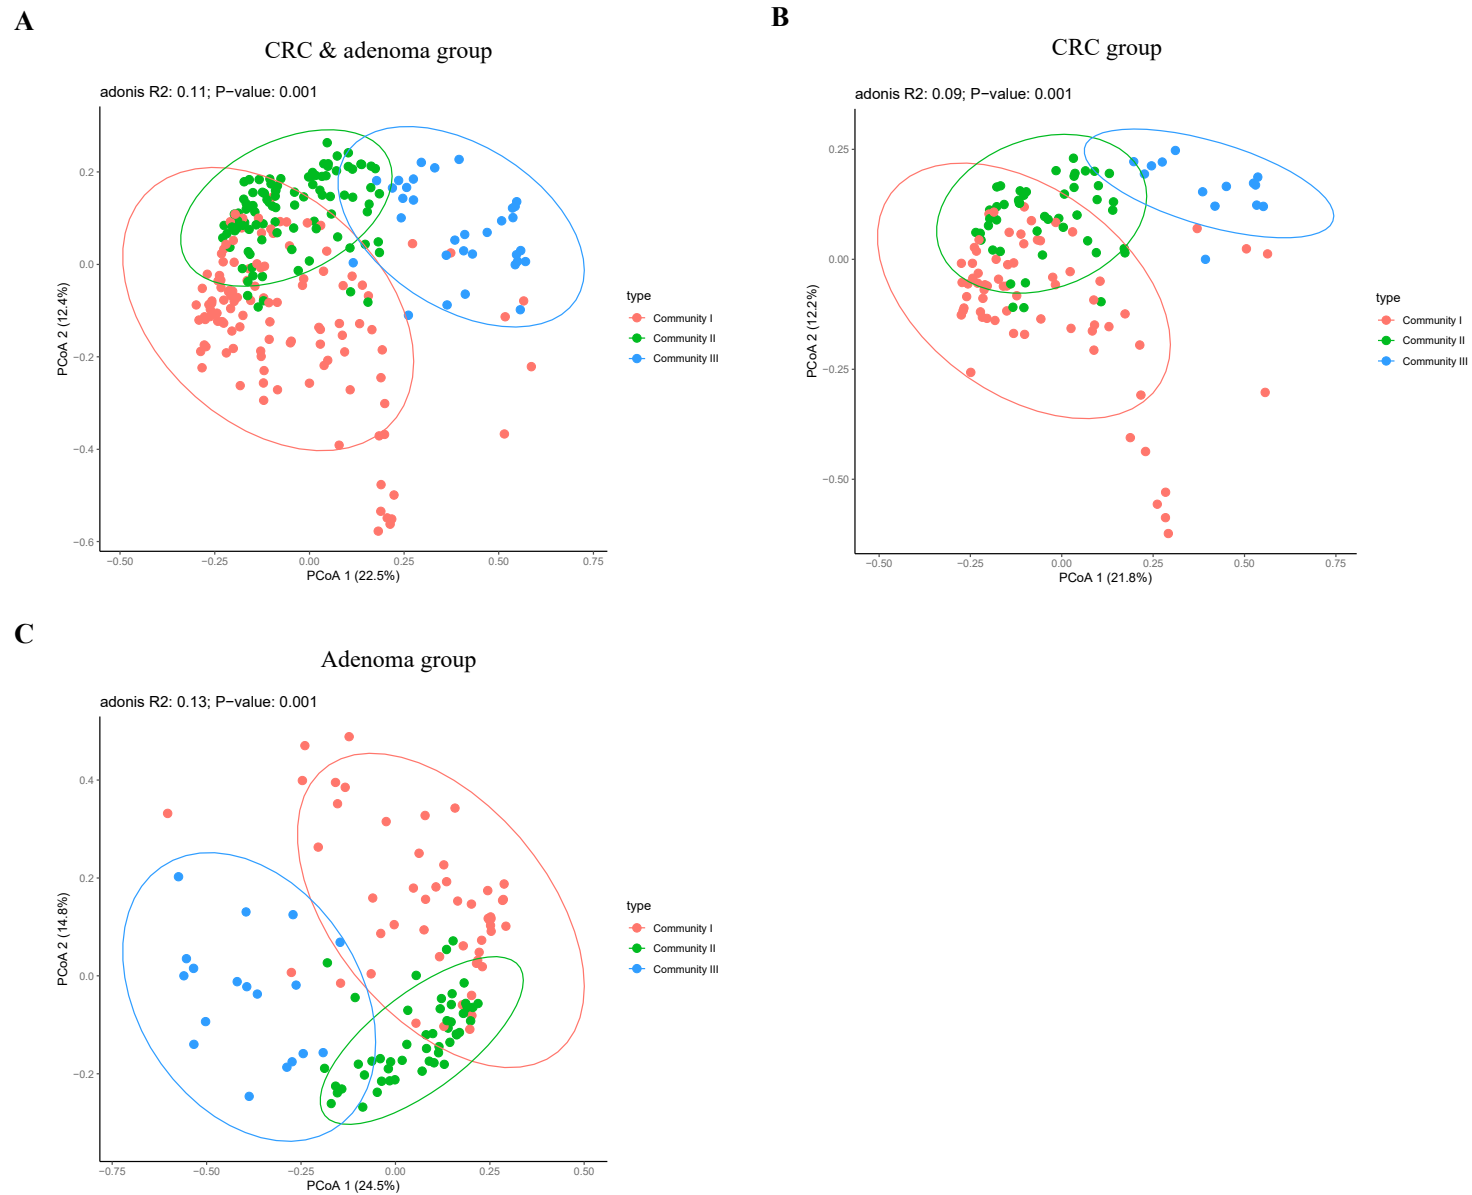 A
CRC & adenoma group
adonis R2: 0.11; P−value: 0.001
0.2
0.0
−0.2
−0.4
−0.6
PCoA 2 (12.4%)
−0.50
−0.25
0.00
0.25
0.50
0.75
PCoA 1 (22.5%)
type
Community I
Community II
Community III
B
CRC group
adonis R2: 0.09; P−value: 0.001
0.25
0.00
−0.25
−0.50
PCoA 2 (12.2%)
−0.50
−0.25
0.00
0.25
0.50
0.75
PCoA 1 (21.8%)
type
Community I
Community II
Community III
C
Adenoma group
adonis R2: 0.13; P−value: 0.001
0.4
0.2
0.0
−0.2
PCoA 2 (14.8%)
−0.75
−0.50
−0.25
0.00
0.25
0.50
PCoA 1 (24.5%)
type
Community I
Community II
Community III